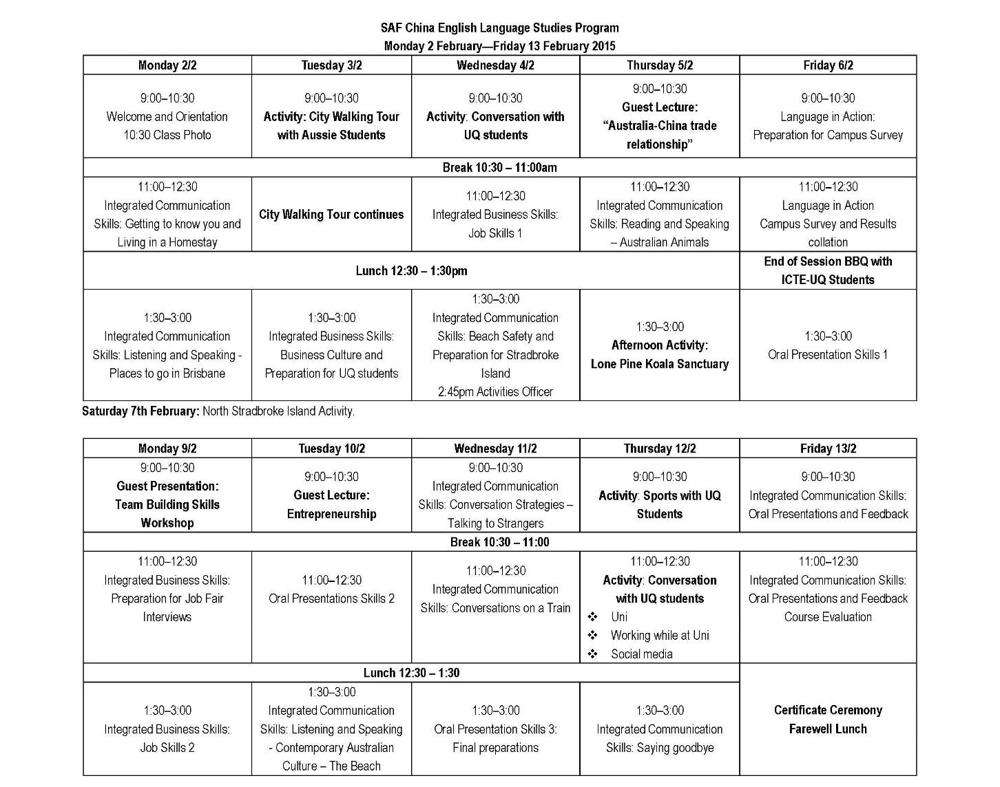 SAF China English Language Studies Program
Monday 2 February—Friday 13 February 2015
Monday 2/2
Tuesday 3/2
Wednesday 4/2
Thursday 5/2
Friday 6/2
9:00–10:30
Welcome and Orientation
10:30 Class Photo
9:00–10:30
Activity: City Walking Tour
with Aussie Students
9:00–10:30
Activity: Conversation with
UQ students
9:00–10:30
Guest Lecture:
“Australia-China trade
relationship”
9:00–10:30
Language in Action:
Preparation for Campus Survey
Break 10:30 – 11:00am
11:00–12:30
Integrated Communication
Skills: Getting to know you and
Living in a Homestay
City Walking Tour continues
11:00–12:30
Integrated Business Skills:
Job Skills 1
11:00–12:30
Integrated Communication
Skills: Reading and Speaking
– Australian Animals
11:00–12:30
Language in Action
Campus Survey and Results
collation
Lunch 12:30 – 1:30pm
End of Session BBQ with
ICTE-UQ Students
1:30–3:00
Integrated Communication
Skills: Listening and Speaking -
Places to go in Brisbane
1:30–3:00
Integrated Business Skills:
Business Culture and
Preparation for UQ students
1:30–3:00
Integrated Communication
Skills: Beach Safety and
Preparation for Stradbroke
Island
2:45pm Activities Officer
1:30–3:00
Afternoon Activity:
Lone Pine Koala Sanctuary
1:30–3:00
Oral Presentation Skills 1
Saturday 7th February: North Stradbroke Island Activity.
Monday 9/2
Tuesday 10/2
Wednesday 11/2
Thursday 12/2
Friday 13/2
9:00–10:30
Guest Presentation:
Team Building Skills
Workshop
9:00–10:30
Guest Lecture:
Entrepreneurship
9:00–10:30
Integrated Communication
Skills: Conversation Strategies –
Talking to Strangers
9:00–10:30
Activity: Sports with UQ
Students
9:00–10:30
Integrated Communication Skills:
Oral Presentations and Feedback
Break 10:30 – 11:00
11:00–12:30
Integrated Business Skills:
Preparation for Job Fair
Interviews
11:00–12:30
Oral Presentations Skills 2
11:00–12:30
Integrated Communication
Skills: Conversations on a Train
11:00–12:30
Activity: Conversation
with UQ students
❖ Uni
❖ Working while at Uni
❖ Social media
11:00–12:30
Integrated Communication Skills:
Oral Presentations and Feedback
Course Evaluation
Lunch 12:30 – 1:30
1:30–3:00
Integrated Business Skills:
Job Skills 2
1:30–3:00
Integrated Communication
Skills: Listening and Speaking
- Contemporary Australian
Culture – The Beach
1:30–3:00
Oral Presentation Skills 3:
Final preparations
1:30–3:00
Integrated Communication
Skills: Saying goodbye
Certificate Ceremony
Farewell Lunch